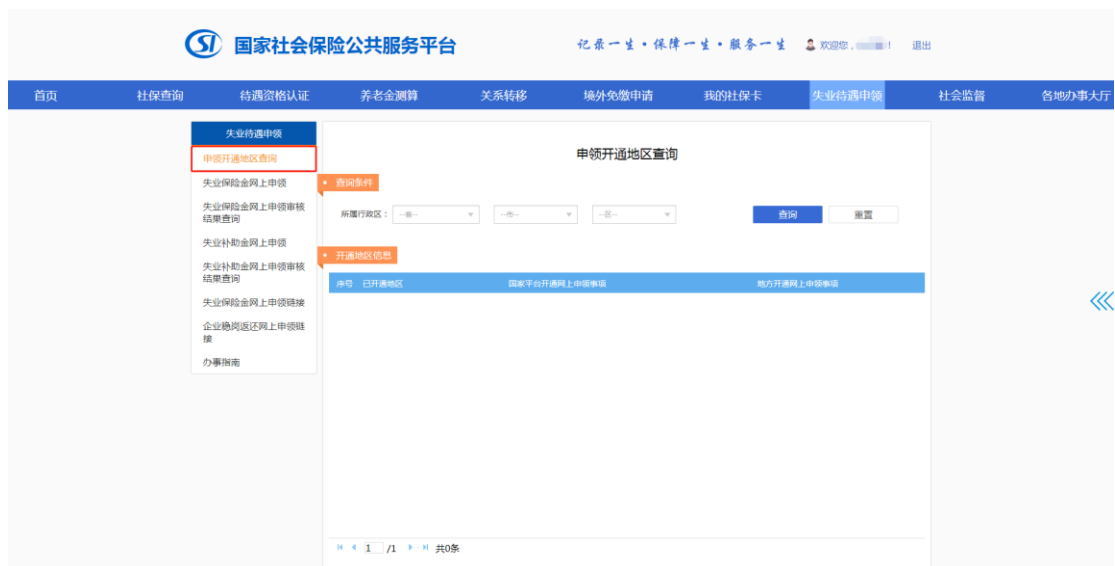 SI 国家社会保险公共服务平台
记录一生·保障一生·服务一生
欢迎您, ! 退出
首页 社保查询 待遇资格认证 养老金测算 关系转移 境外免缴申请 我的社保卡 失业待遇申领 社会监督 各地办事大厅
失业待遇申领
申领开通地区查询
失业保险金网上申领
失业保险金网上申领审核
结果查询
失业补助金网上申领
失业补助金网上申领审核
结果查询
失业保险金网上申领链接
企业稳岗返还网上申领链
接
办事指南
申领开通地区查询
查询条件
所属行政区： --省-- --市-- --区-- 查询 重置
开通地区信息
序号 已开通地区 国家平台开通网上申领事项 地方开通网上申领事项
1 /1 共0条